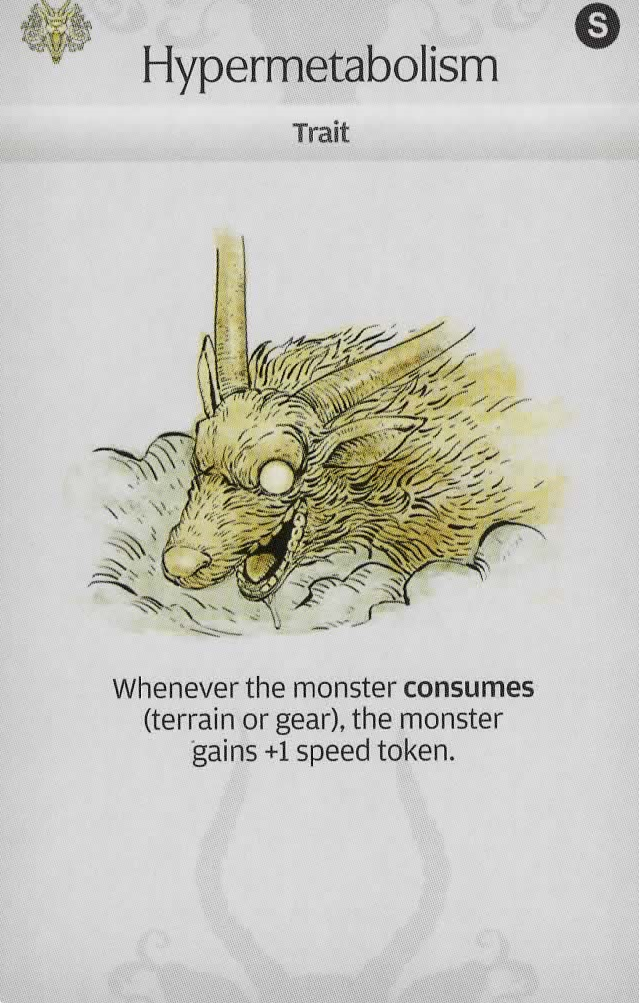 S
Hypermetabolism
Trait
Whenever the monster consumes
(terrain or gear), the monster
gains +1 speed token.